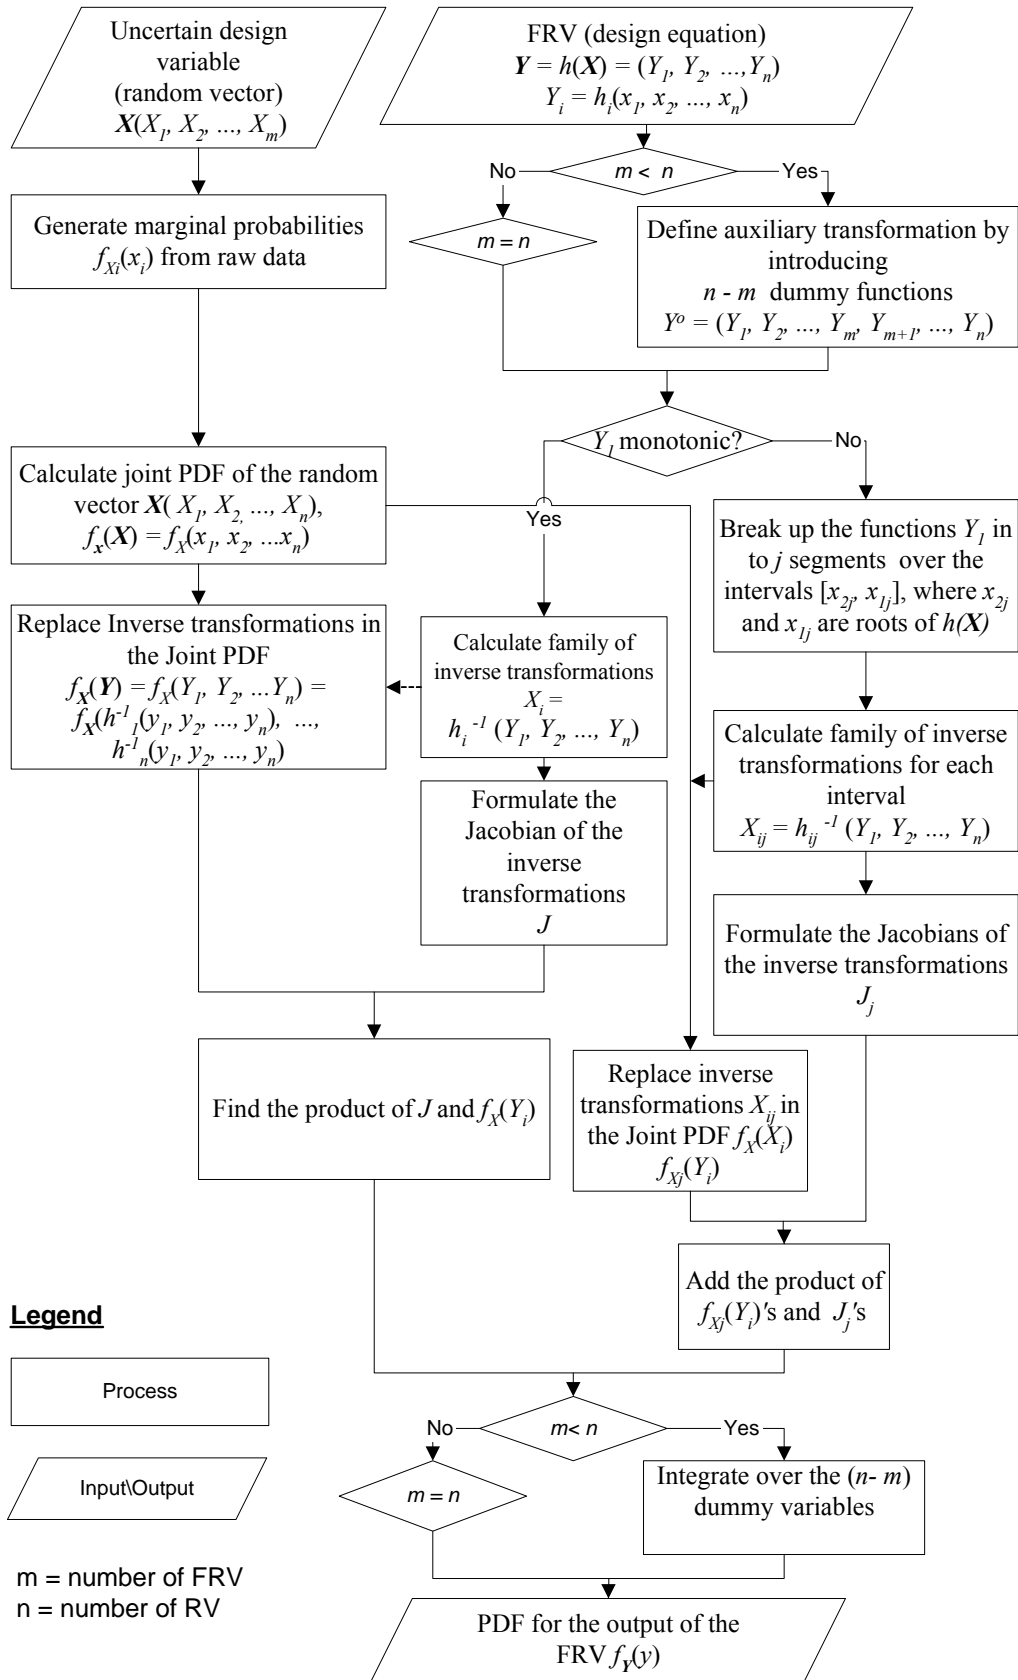 Uncertain design
variable
(random vector)
X(X1, X2, ..., Xm)
FRV (design equation)
Y = h(X) = (Y1, Y2, ...,Yn)
Yi = hi(x1, x2, ..., xn)
No
m < n
Yes
Generate marginal probabilities
fXi(xi) from raw data
m = n
Define auxiliary transformation by
introducing
n - m dummy functions
Yo = (Y1, Y2, ..., Ym, Ym+1, ..., Yn)
Y1 monotonic?
No
Yes
Calculate joint PDF of the random
vector X( X1, X2, ..., Xn),
fx(X) = fX(x1, x2, ...xn)
Break up the functions Y1 in
to j segments over the
intervals [x2j, x1j], where x2j
and x1j are roots of h(X)
Replace Inverse transformations in
the Joint PDF
fX(Y) = fX(Y1, Y2, ...Yn) =
fX(h-11(y1, y2, ..., yn), ...,
h-1n(y1, y2, ..., yn)
Calculate family of
inverse transformations
Xi =
hi-1 (Y1, Y2, ..., Yn)
Calculate family of inverse
transformations for each
interval
Xij = hij-1 (Y1, Y2, ..., Yn)
Formulate the
Jacobian of the
inverse
transformations
J
Formulate the Jacobians of
the inverse transformations
Jj
Find the product of J and fX(Yi)
Replace inverse
transformations Xij in
the Joint PDF fX(Xi)
fXj(Yi)
Add the product of
fXj(Yi)'s and Jj's
Legend
Process
Input\Output
m = number of FRV
n = number of RV
No
m< n
Yes
m = n
Integrate over the (n- m)
dummy variables
PDF for the output of the
FRV fY(y)